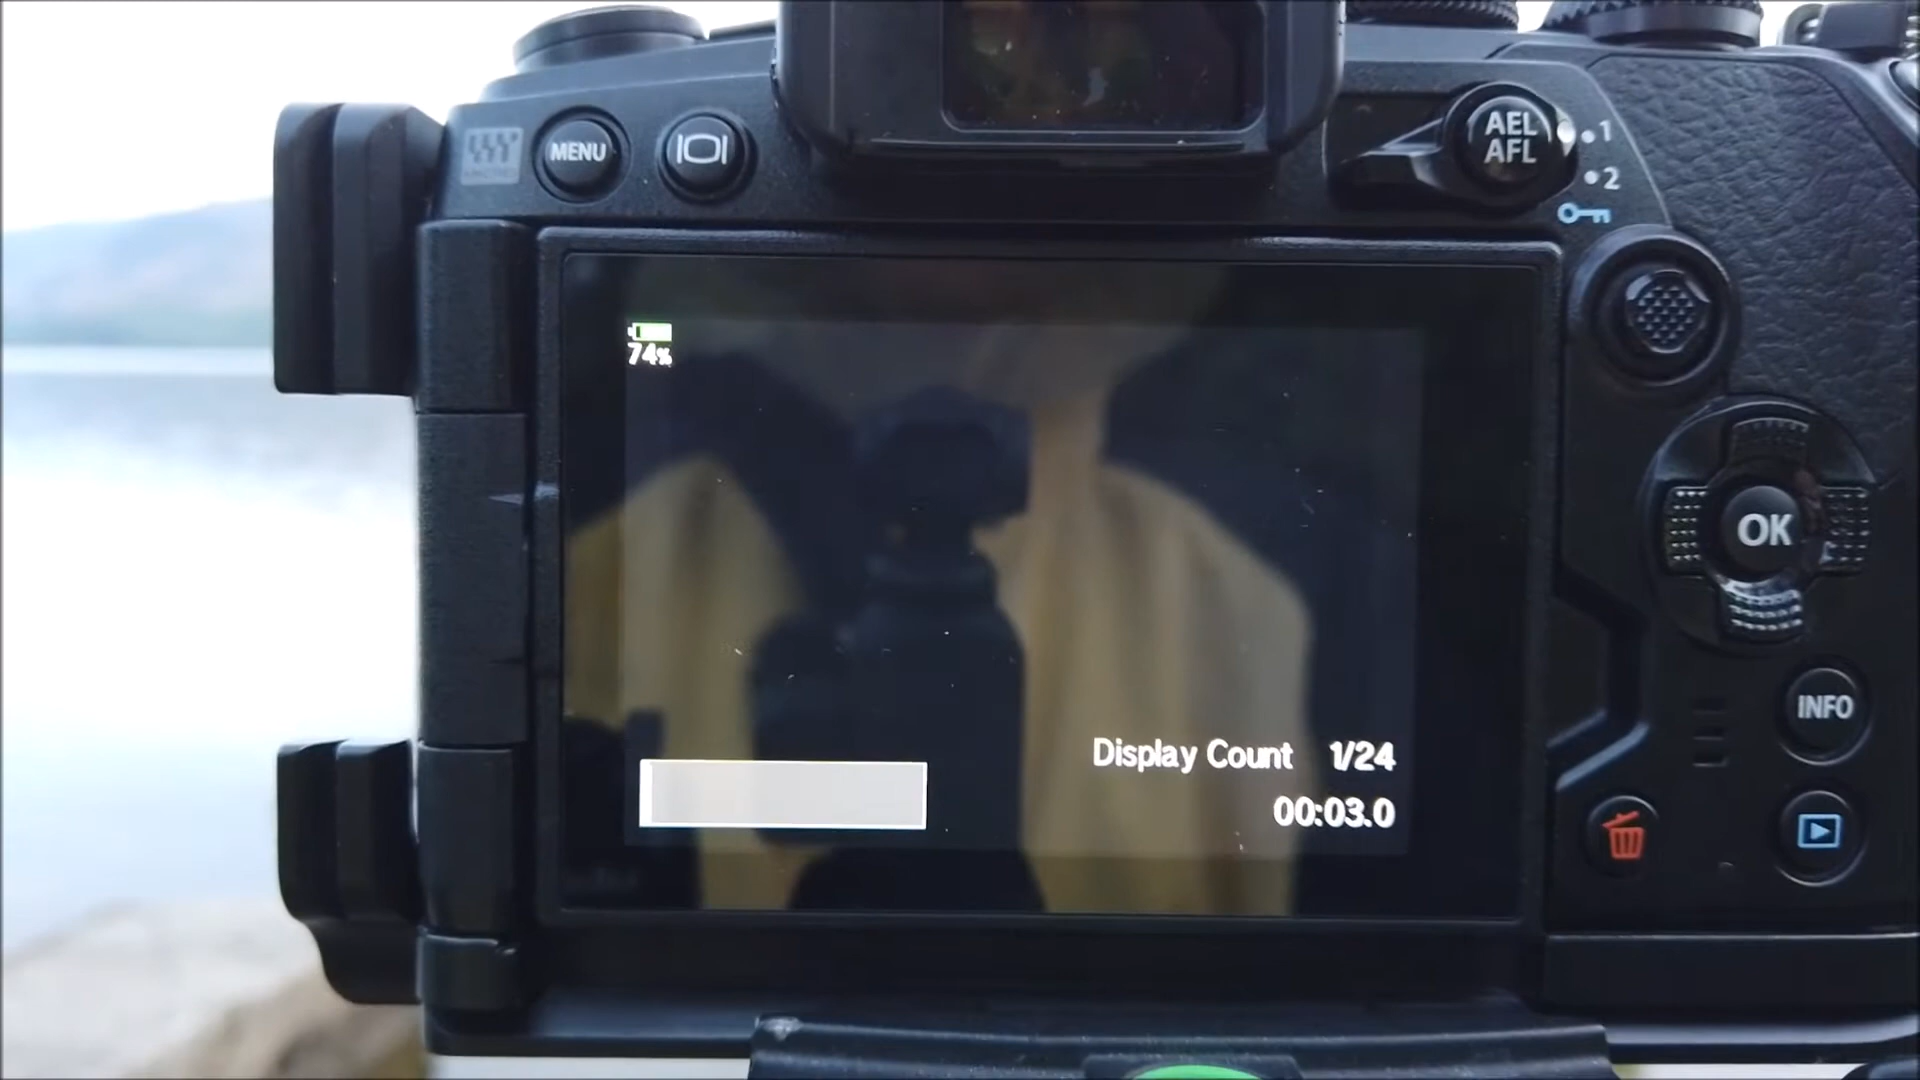 MENU
AEL
AFL
1
2
74%
OK
INFO
Display Count 1/24
00:03.0